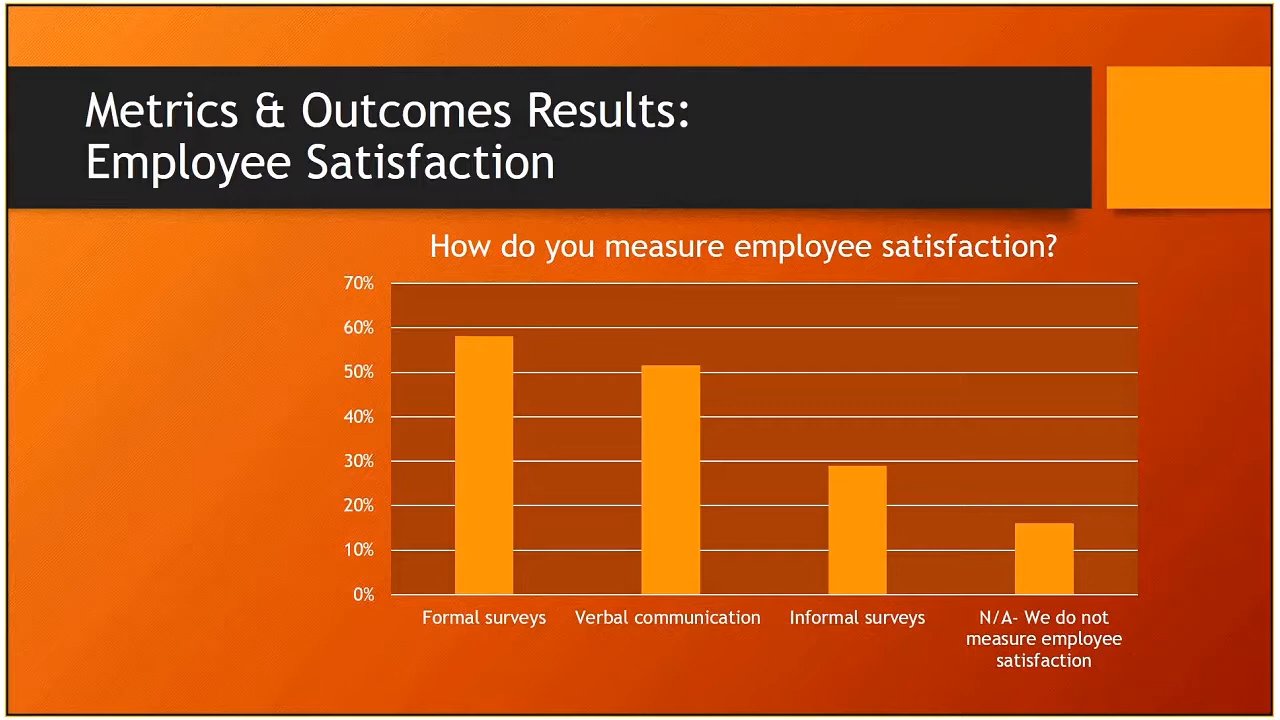 Metrics & Outcomes Results:
Employee Satisfaction
How do you measure employee satisfaction?
70%
60%
50%
40%
30%
20%
10%
0%
Formal surveys
Verbal communication
Informal surveys
N/A- We do not
measure employee
satisfaction